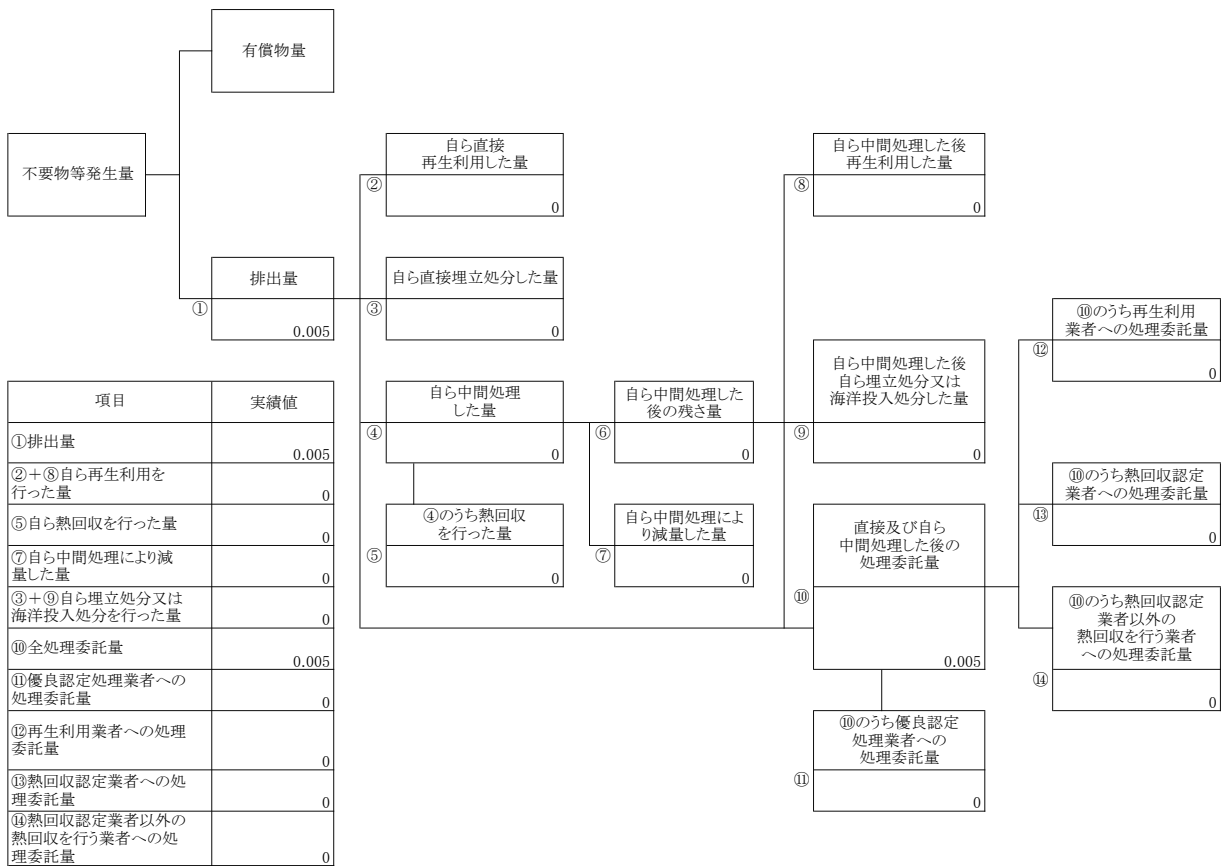 有償物量
不要物等発生量
自ら直接
再生利用した量
②
0
自ら中間処理した後
再生利用した量
⑧
0
排出量
①
0.005
自ら直接埋立処分した量
③
0
⑩のうち再生利用
業者への処理委託量
⑫
0
自ら中間処理
した量
④
0
自ら中間処理した
後の残さ量
⑥
0
自ら中間処理した後
自ら埋立処分又は
海洋投入処分した量
⑨
0
④のうち熱回収
を行った量
⑤
0
自ら中間処理によ
り減量した量
⑦
0
直接及び自ら
中間処理した後の
処理委託量
⑩
0.005
⑩のうち熱回収認定
業者への処理委託量
⑬
0
⑩のうち熱回収認定
業者以外の
熱回収を行う業者
への処理委託量
⑭
0
⑩のうち優良認定
処理業者への
処理委託量
⑪
0
項目 実績値
①排出量 0.005
②+⑧自ら再生利用を
行った量 0
⑤自ら熱回収を行った量 0
⑦自ら中間処理により減
量した量 0
③+⑨自ら埋立処分又は
海洋投入処分を行った量 0
⑩全処理委託量 0.005
⑪優良認定処理業者への
処理委託量 0
⑫再生利用業者への処理
委託量 0
⑬熱回収認定業者への処
理委託量 0
⑭熱回収認定業者以外の
熱回収を行う業者への処
理委託量 0